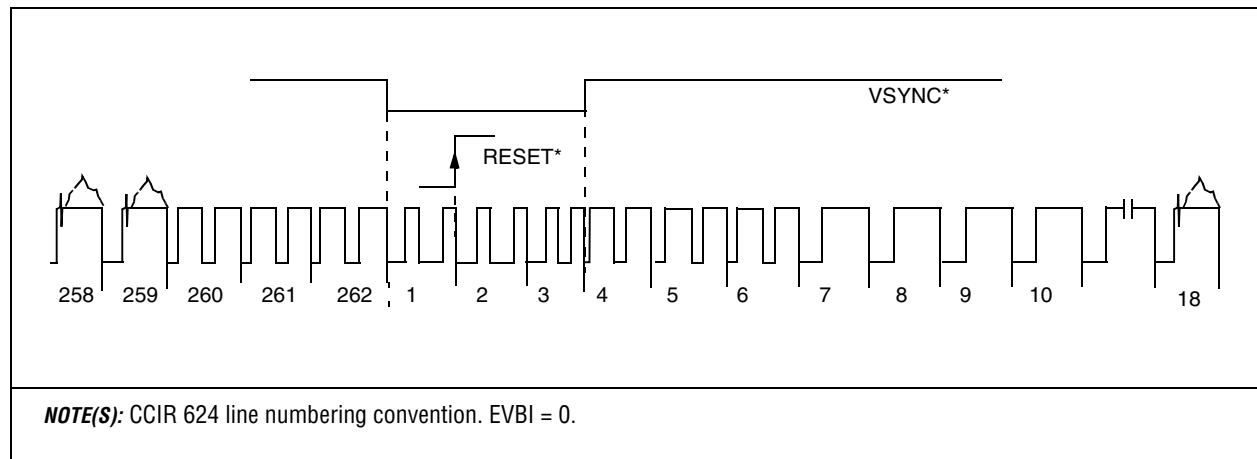 VSYNC*
RESET*
258 259 260 261 262 1 2 3 4 5 6 7 8 9 10 18
NOTE(S): CCIR 624 line numbering convention. EVBI = 0.